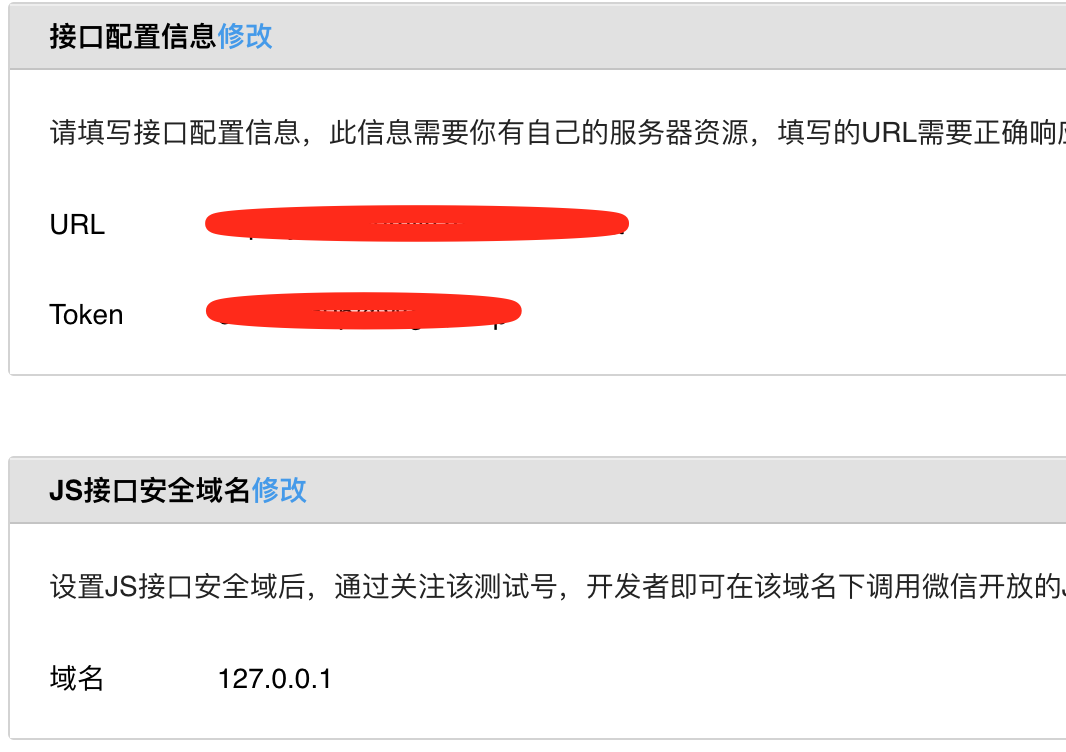 接口配置信息修改
请填写接口配置信息，此信息需要你有自己的服务器资源，填写的URL需要正确响
URL
Token
JS接口安全域名修改
设置JS接口安全域后，通过关注该测试号，开发者即可在该域名下调用微信开放的
域名 127.0.0.1